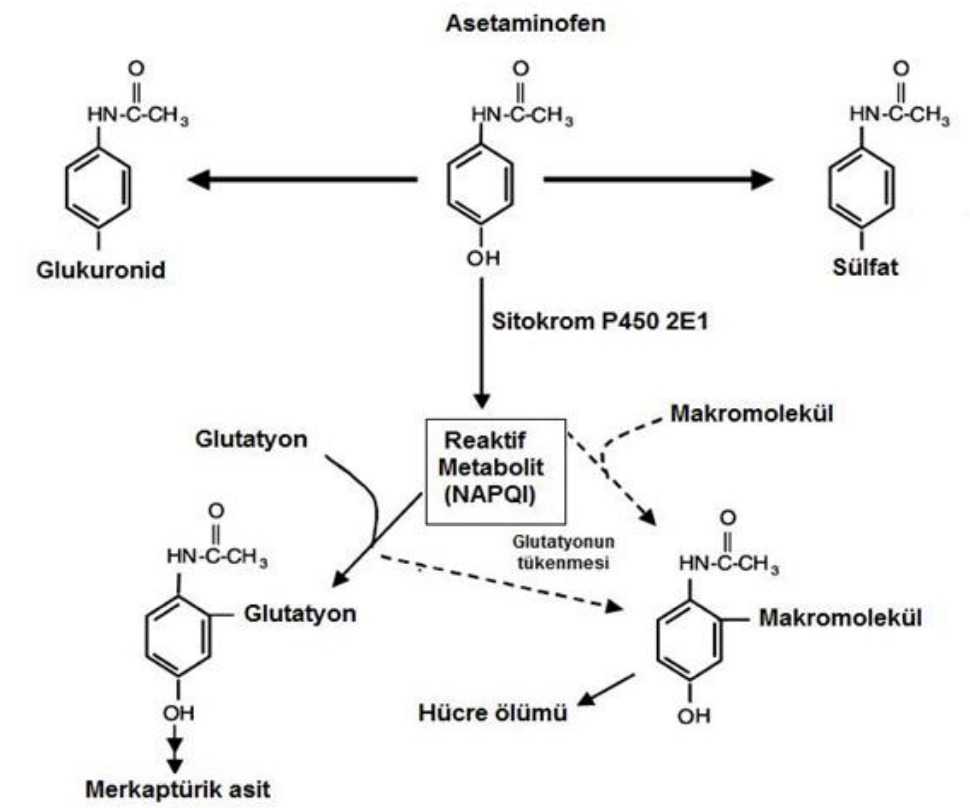 Asetaminofen
O
HN-C-CH3
O
HN-C-CH3
O
HN-C-CH3
Glukuronid
OH
Sülfat
Sitokrom P450 2E1
Makromolekül
Glutatyon
Reaktif
Metabolit
(NAPQI)
Glutatyonun
tükenmesi
O
HN-C-CH3
O
HN-C-CH3
Glutatyon
Makromolekül
OH
Hücre ölümü
OH
Merkaptürik asit